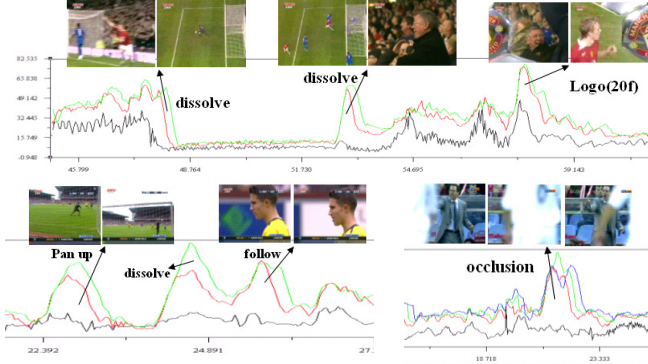 82.535
65.838
49.142
32.445
15.749
-0.948
dissolve
dissolve
Logo(20f)
45.799
48.764
51.730
54.695
59.143
Pan up
dissolve
follow
occlusion
22.392
24.891
27.
18.718
23.333